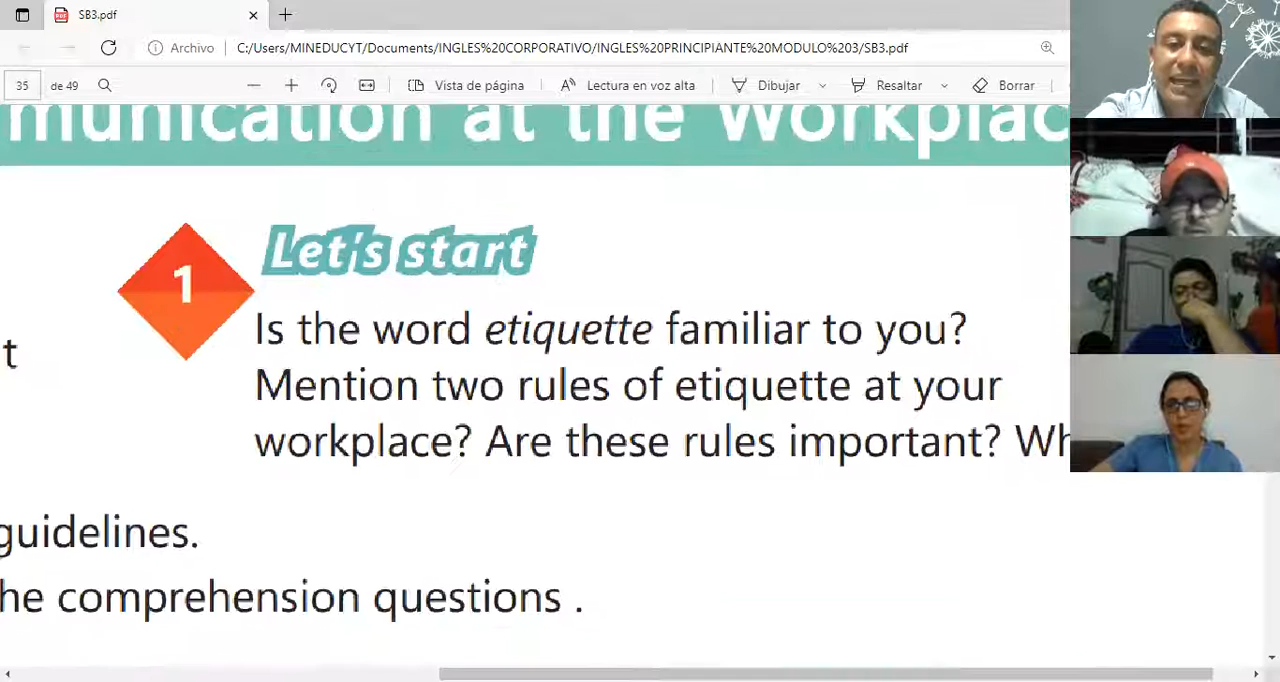 SB3.pdf
Archivo
C:/Users/MINEDUCYT/Documents/INGLES%20CORPORATIVO/INGLES%20PRINCIPIANTE%20MODULO%203/SB3.pdf
35 de 49
Vista de página
Lectura en voz alta
Dibujar
Resaltar
Borrar
munication at the Workplac
1
Let's start
Is the word etiquette familiar to you?
Mention two rules of etiquette at your
workplace? Are these rules important? Wh
t
guidelines.
he comprehension questions .